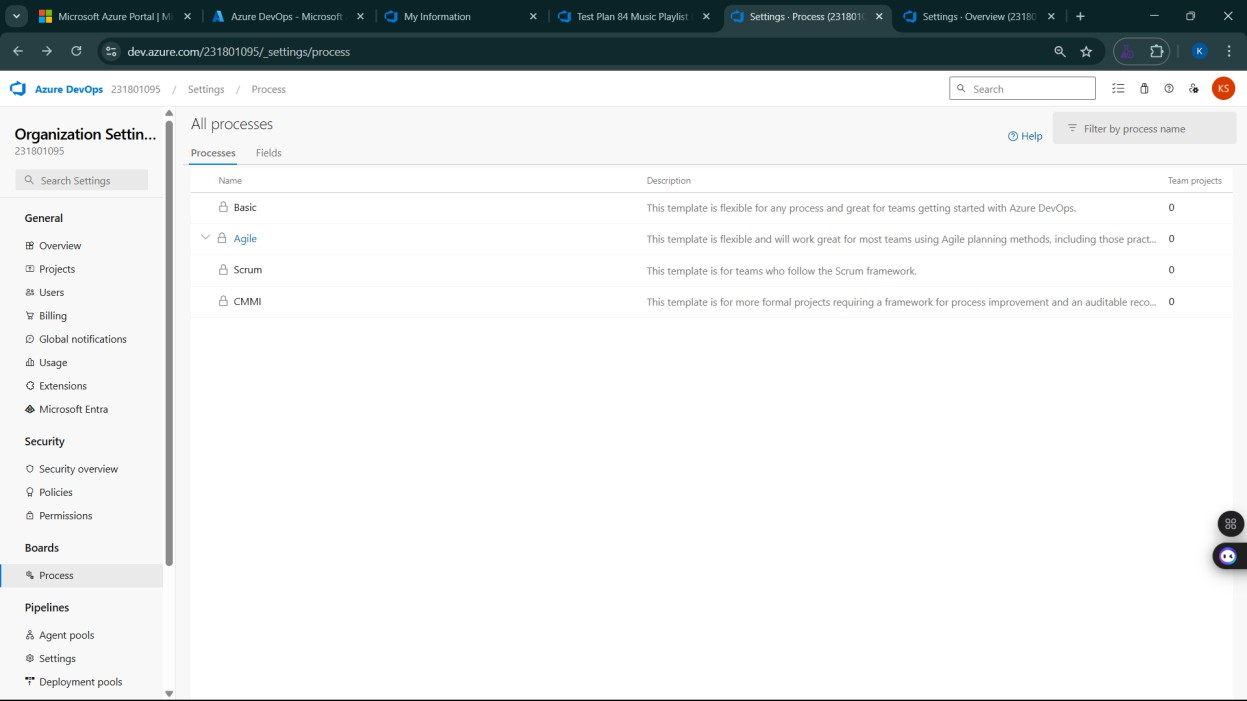 Microsoft Azure Portal | Mi
Azure DevOps - Microsoft
My Information
Test Plan 84 Music Playlist
Settings · Process (231801
Settings · Overview (23180
dev.azure.com/231801095/_settings/process
K
Azure DevOps 231801095 / Settings / Process
Search
KS
Organization Settin...
231801095
Search Settings
General
Overview
Projects
Users
Billing
Global notifications
Usage
Extensions
Microsoft Entra
Security
Security overview
Policies
Permissions
Boards
Process
Pipelines
Agent pools
Settings
Deployment pools
All processes
Help
Filter by process name
Processes Fields
Name Description Team projects
Basic This template is flexible for any process and great for teams getting started with Azure DevOps. 0
Agile This template is flexible and will work great for most teams using Agile planning methods, including those pract... 0
Scrum This template is for teams who follow the Scrum framework. 0
CMMI This template is for more formal projects requiring a framework for process improvement and an auditable reco... 0